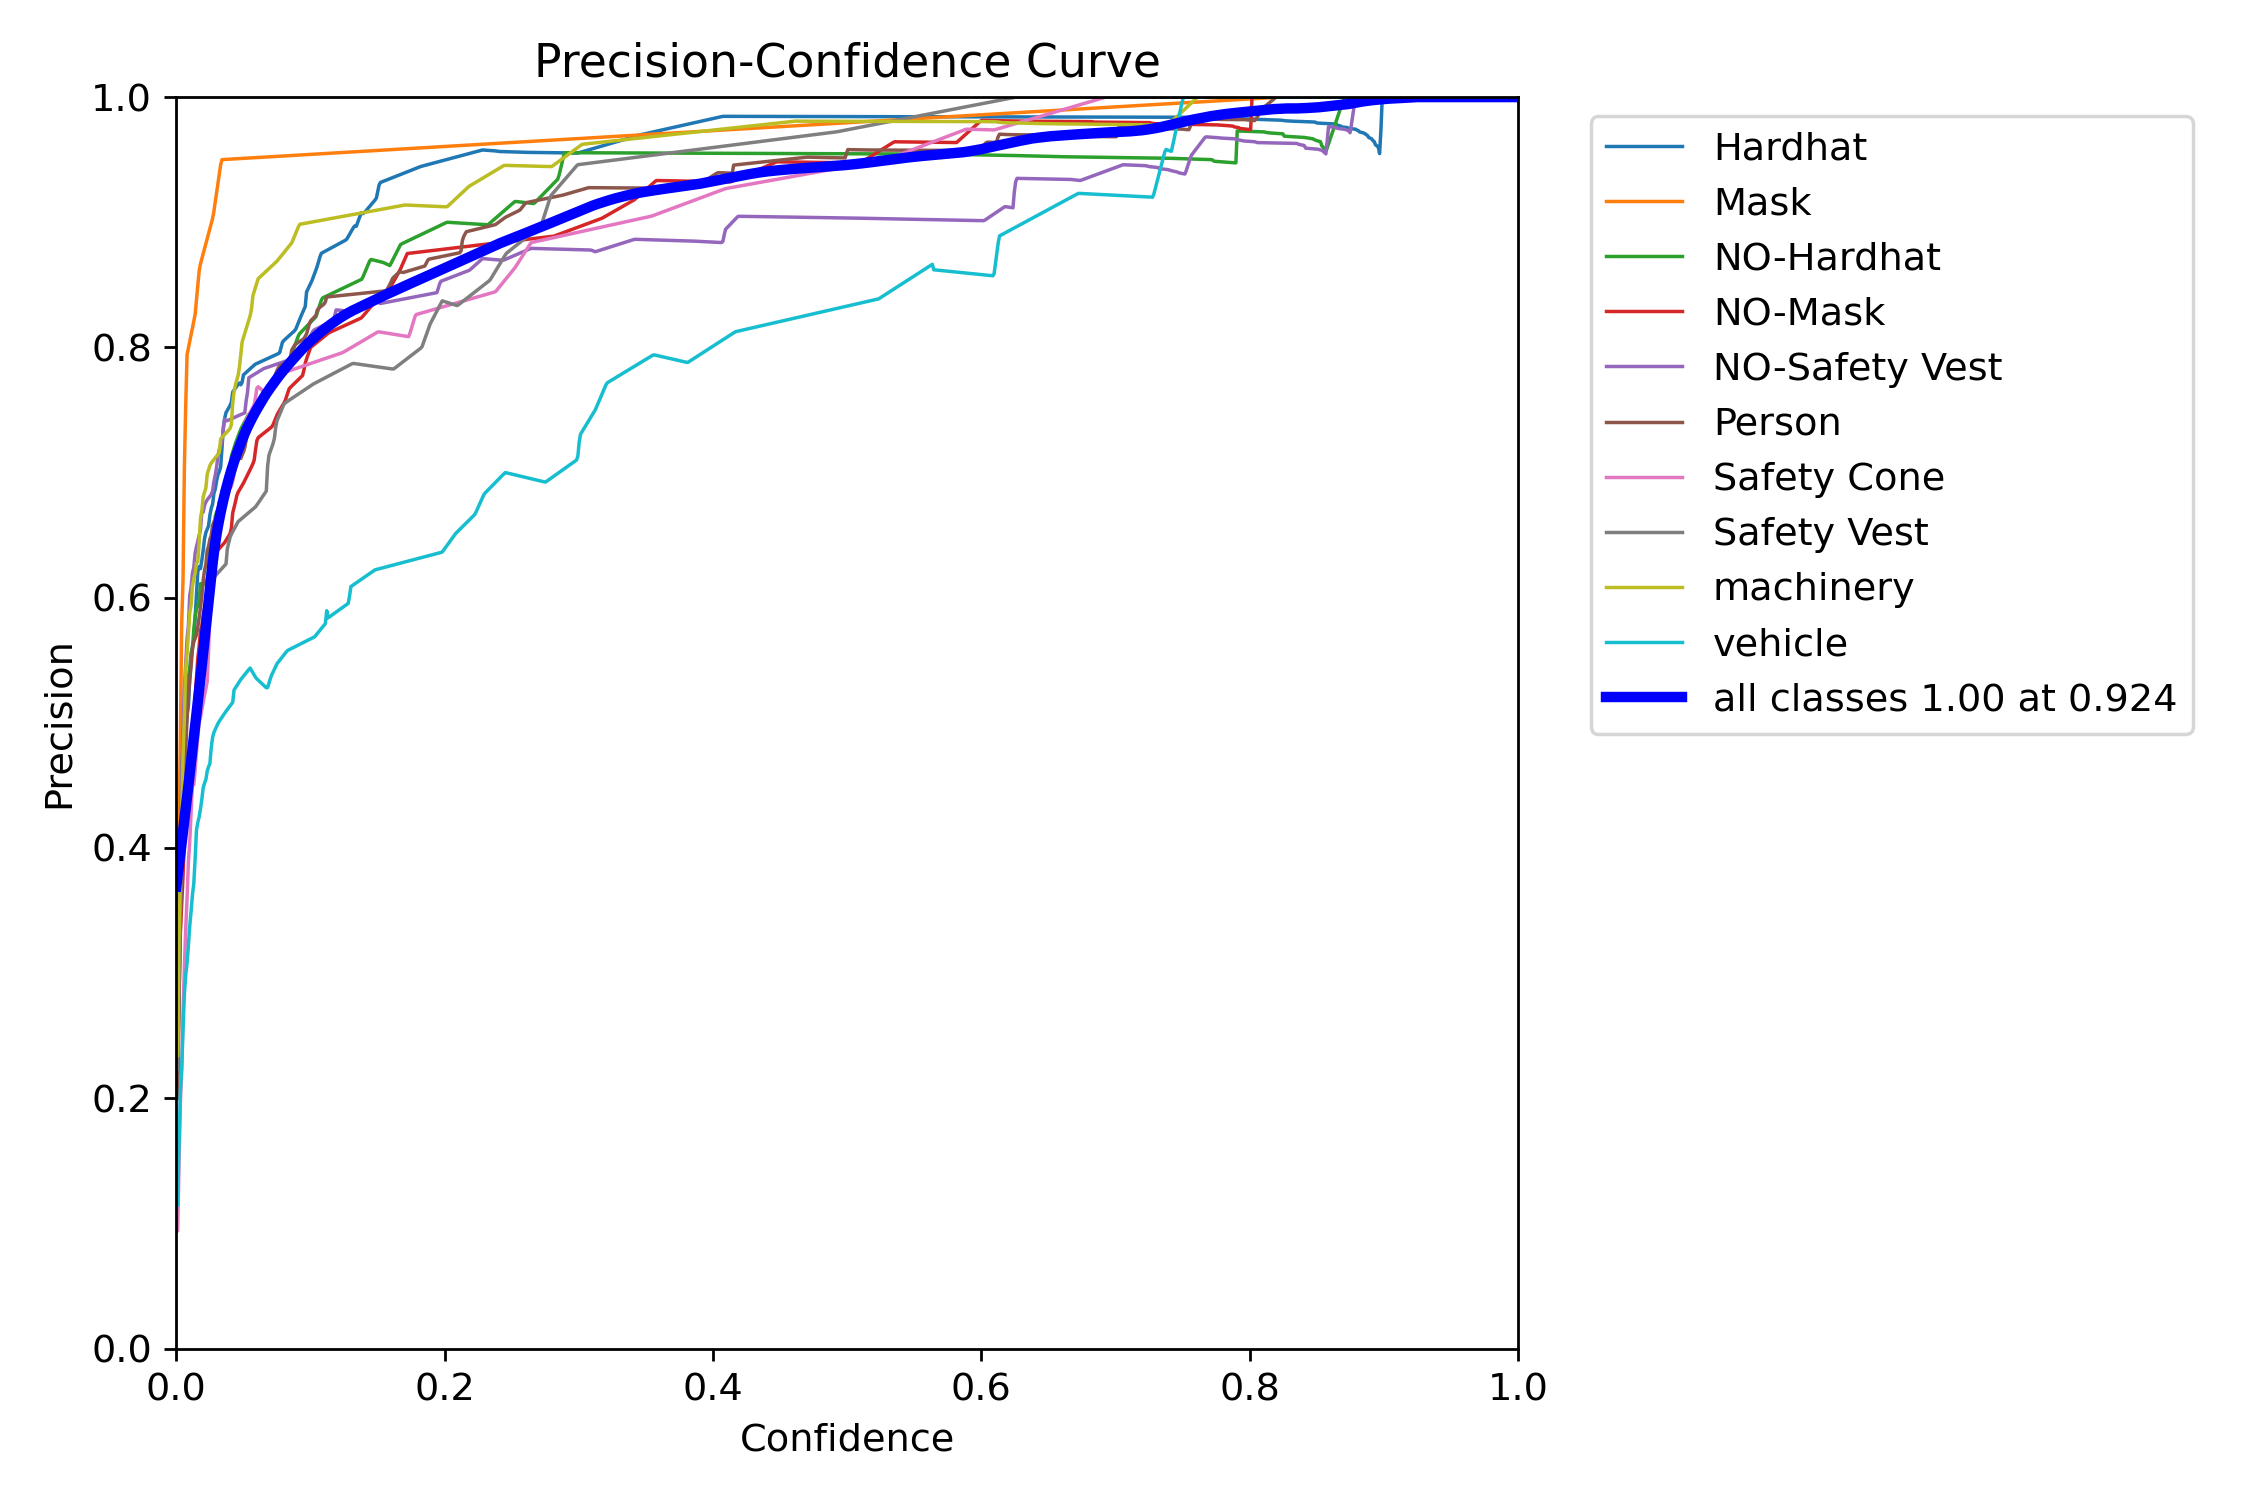 Precision-Confidence Curve
1.0
0.8
0.6
0.4
0.2
0.0
Precision
0.0 0.2 0.4 0.6 0.8 1.0
Confidence
Hardhat
Mask
NO-Hardhat
NO-Mask
NO-Safety Vest
Person
Safety Cone
Safety Vest
machinery
vehicle
all classes 1.00 at 0.924